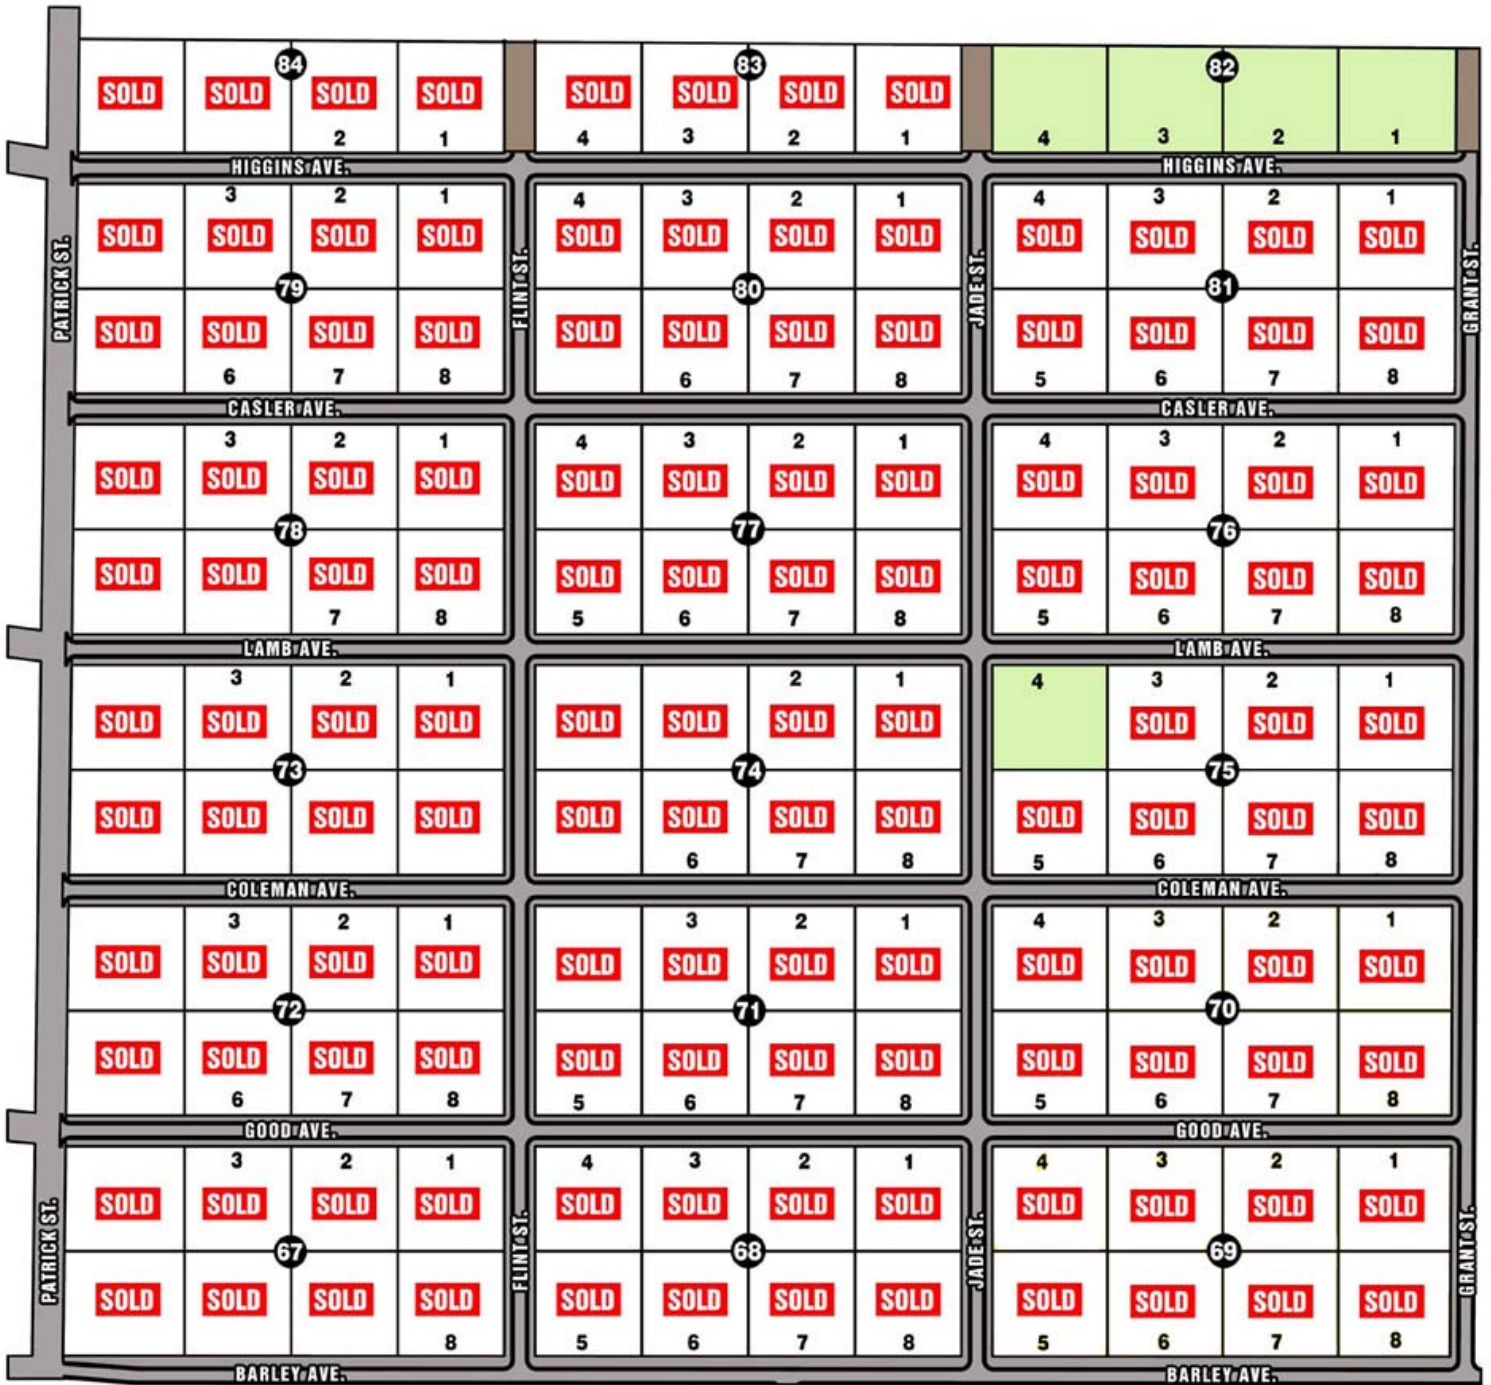 84 83 82
SOLD SOLD SOLD SOLD SOLD SOLD SOLD SOLD
2 1 4 3 2 1 4 3 2 1
HIGGINS AVE. HIGGINS AVE.
3 2 1 4 3 2 1 4 3 2 1
SOLD SOLD SOLD SOLD SOLD SOLD SOLD SOLD SOLD SOLD SOLD SOLD
PATRICK ST. FLINT ST. JADE ST. GRANT ST.
79 80 81
SOLD SOLD SOLD SOLD SOLD SOLD SOLD SOLD SOLD SOLD SOLD SOLD
6 7 8 6 7 8 5 6 7 8
CASLER AVE. CASLER AVE.
3 2 1 4 3 2 1 4 3 2 1
SOLD SOLD SOLD SOLD SOLD SOLD SOLD SOLD SOLD SOLD SOLD SOLD
78 77 76
SOLD SOLD SOLD SOLD SOLD SOLD SOLD SOLD SOLD SOLD SOLD SOLD
7 8 5 6 7 8 5 6 7 8
LAMB AVE. LAMB AVE.
3 2 1 2 1 4 3 2 1
SOLD SOLD SOLD SOLD SOLD SOLD SOLD SOLD SOLD SOLD SOLD
73 74 75
SOLD SOLD SOLD SOLD SOLD SOLD SOLD SOLD SOLD SOLD SOLD SOLD
6 7 8 5 6 7 8
COLEMAN AVE. COLEMAN AVE.
3 2 1 3 2 1 4 3 2 1
SOLD SOLD SOLD SOLD SOLD SOLD SOLD SOLD SOLD SOLD SOLD SOLD
72 71 70
SOLD SOLD SOLD SOLD SOLD SOLD SOLD SOLD SOLD SOLD SOLD SOLD
6 7 8 5 6 7 8 5 6 7 8
GOOD AVE. GOOD AVE.
3 2 1 4 3 2 1 4 3 2 1
SOLD SOLD SOLD SOLD SOLD SOLD SOLD SOLD SOLD SOLD SOLD SOLD
PATRICK ST. FLINT ST. JADE ST. GRANT ST.
67 68 69
SOLD SOLD SOLD SOLD SOLD SOLD SOLD SOLD SOLD SOLD SOLD SOLD
8 5 6 7 8 5 6 7 8
BARLEY AVE. BARLEY AVE.